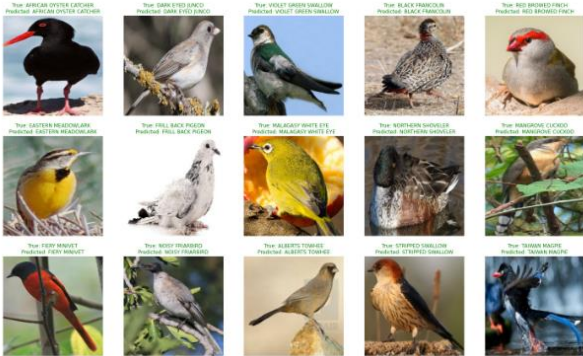 True: AFRICAN OYSTER CATCHER
Predicted: AFRICAN OYSTER CATCHER
True: DARK EYED JUNCO
Predicted: DARK EYED JUNCO
True: VIOLET GREEN SWALLOW
Predicted: VIOLET GREEN SWALLOW
True: BLACK FRANCOLIN
Predicted: BLACK FRANCOLIN
True: RED BROWED FINCH
Predicted: RED BROWED FINCH
True: EASTERN MEADOWLARK
Predicted: EASTERN MEADOWLARK
True: FRILL BACK PIGEON
Predicted: FRILL BACK PIGEON
True: MALAGASY WHITE EYE
Predicted: MALAGASY WHITE EYE
True: NORTHERN SHOVELER
Predicted: NORTHERN SHOVELER
True: MANGROVE CUCKOO
Predicted: MANGROVE CUCKOO
True: FIERY MINIVET
Predicted: FIERY MINIVET
True: NOISY FRIARBIRD
Predicted: NOISY FRIARBIRD
True: ALBERTS TOWHEE
Predicted: ALBERTS TOWHEE
True: STRIPPED SWALLOW
Predicted: STRIPPED SWALLOW
True: TAIWAN MAGPIE
Predicted: TAIWAN MAGPIE